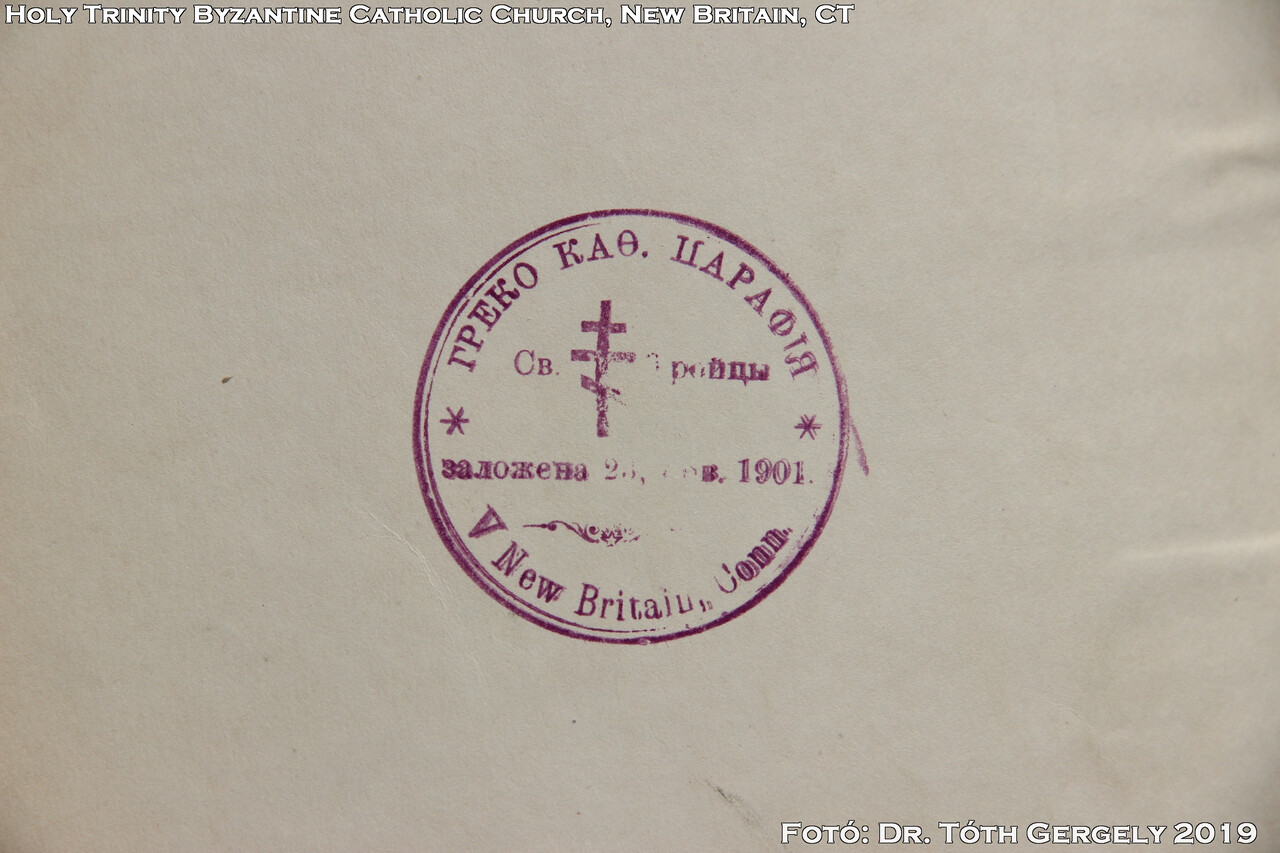 Holy Trinity Byzantine Catholic Church, New Britain, CT
ГРЕКО КАѲ. ПАРАФІЯ
Св. Тройцы
заложена 1901.
V New Britain, Conn.
Fotó: Dr. Tóth Gergely 2019